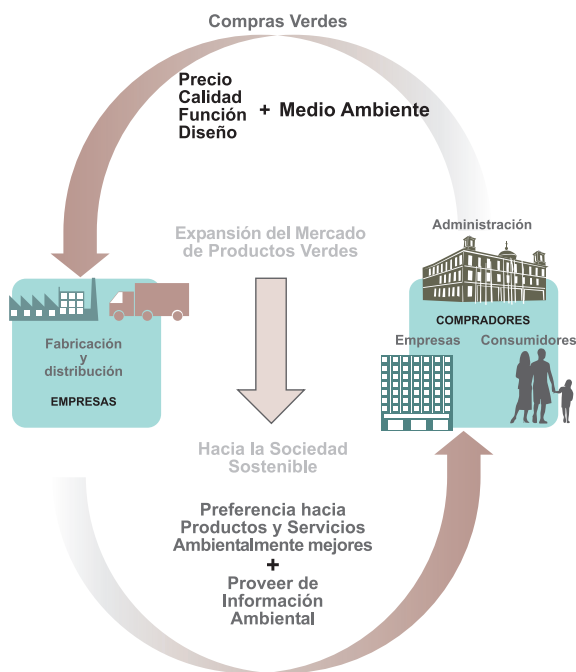 Compras Verdes
Precio
Calidad
Función
Diseño
+ Medio Ambiente
Expansión del Mercado
de Productos Verdes
Administración
COMPRADORES
Empresas
Consumidores
Fabricación
y
distribución
EMPRESAS
Hacia la Sociedad
Sostenible
Preferencia hacia
Productos y Servicios
Ambientalmente mejores
+
Proveer de
Información
Ambiental